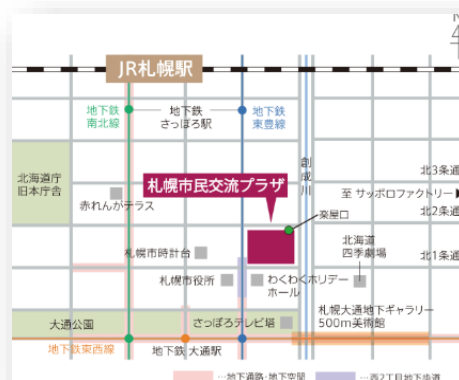 JR札幌駅
地下鉄
南北線
地下鉄
さっぽろ駅
地下鉄
東豊線
創成川
北海道庁
旧本庁舎
赤れんがテラス
札幌市民交流プラザ
楽屋口
北3条通
至 サッポロファクトリー
北2条通
北海道
四季劇場
北1条通
札幌市時計台
札幌市役所
わくわくホリデー
ホール
大通公園
さっぽろテレビ塔
札幌大通地下ギャラリー
500m美術館
地下鉄東西線
地下鉄 大通駅
…地下通路・地下空間
…西2丁目地下歩道